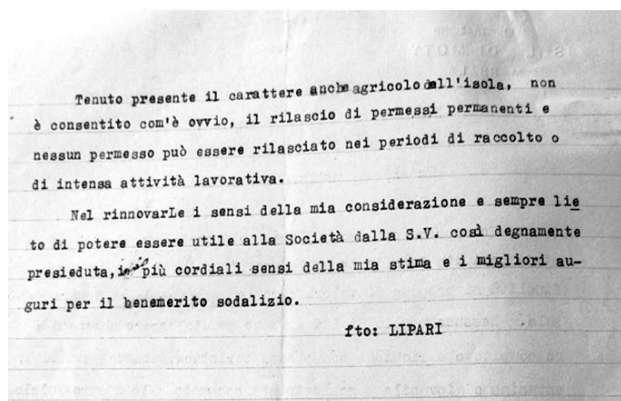 Tenuto presente il carattere anche agricolo dell'isola, non
è consentito com'è ovvio, il rilascio di permessi permanenti e
nessun permesso può essere rilasciato nei periodi di raccolto o
di intensa attività lavorativa.
Nel rinnovarLe i sensi della mia considerazione e sempre lie
to di potere essere utile alla Società dalla S.V. così degnamente
presieduta, più cordiali sensi della mia stima e i migliori au-
guri per il benemerito sodalizio.
fto: LIPARI